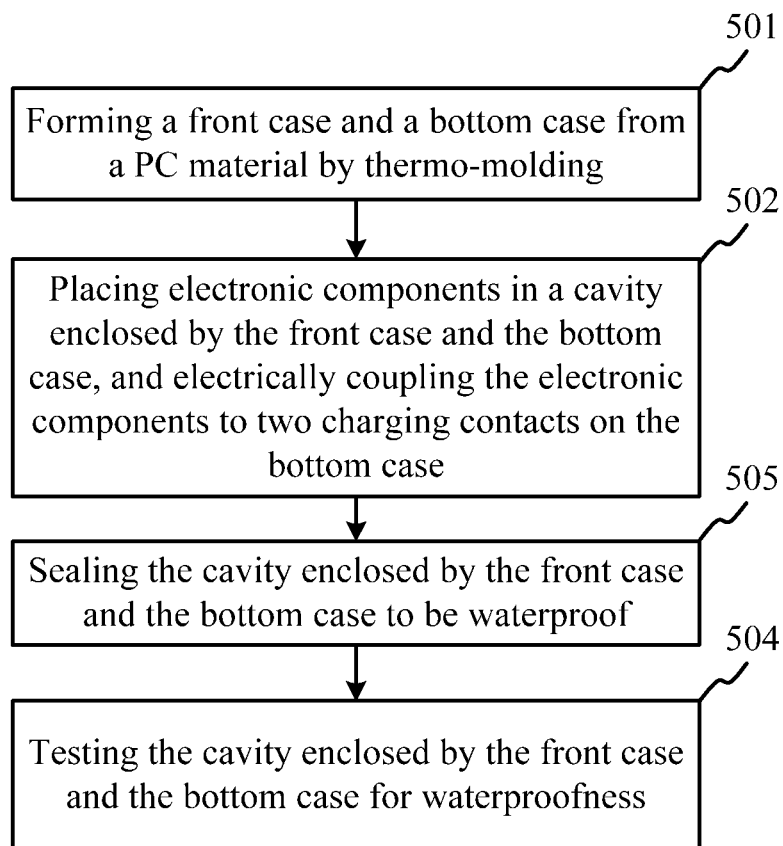 501
Forming a front case and a bottom case from
a PC material by thermo-molding
502
Placing electronic components in a cavity
enclosed by the front case and the bottom
case, and electrically coupling the electronic
components to two charging contacts on the
bottom case
505
Sealing the cavity enclosed by the front case
and the bottom case to be waterproof
504
Testing the cavity enclosed by the front case
and the bottom case for waterproofness